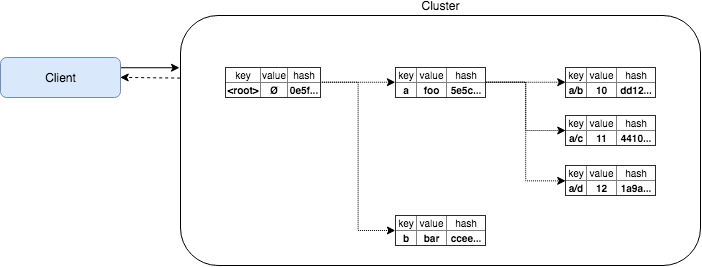 Cluster
Client
key value hash
<root> Ø 0e5f...
key value hash
a foo 5e5c...
key value hash
a/b 10 dd12...
key value hash
a/c 11 4410...
key value hash
a/d 12 1a9a...
key value hash
b bar ccee...